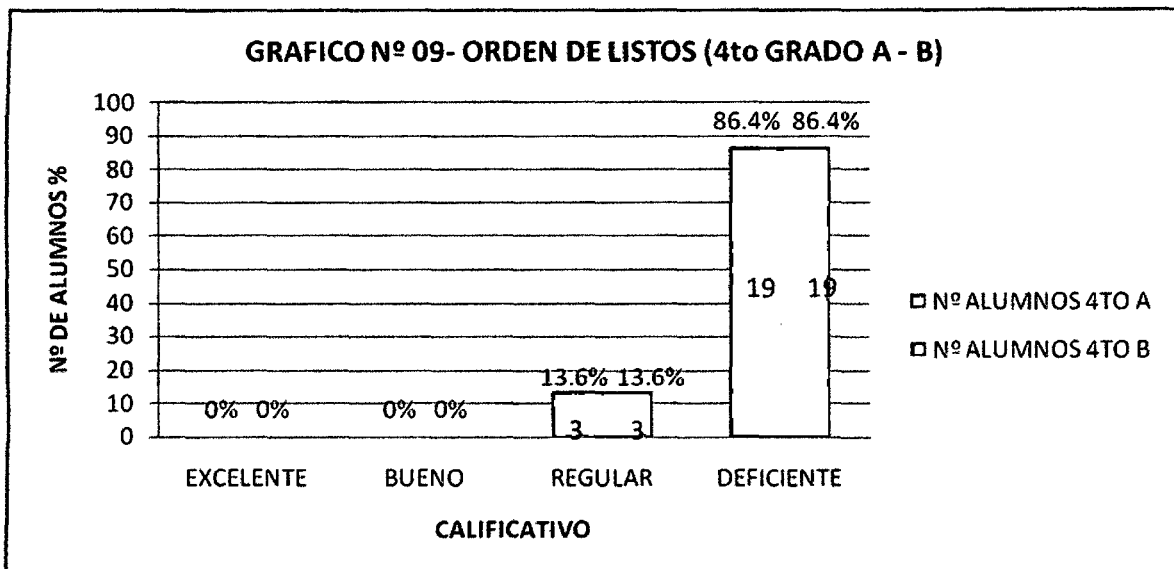 GRAFICO Nº 09- ORDEN DE LISTOS (4to GRADO A - B)
Nº DE ALUMNOS %
100
90
80
70
60
50
40
30
20
10
0
0% 0%
0% 0%
13.6% 13.6%
3 3
86.4% 86.4%
19 19
EXCELENTE BUENO REGULAR DEFICIENTE
CALIFICATIVO
Nº ALUMNOS 4TO A
Nº ALUMNOS 4TO B